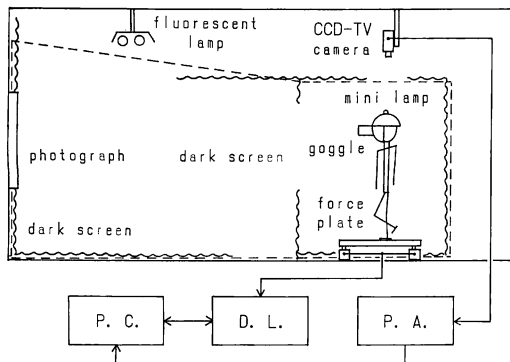 fluorescent
lamp
CCD-TV
camera
mini lamp
photograph
dark screen
goggle
force
plate
dark screen
P. C.
D. L.
P. A.